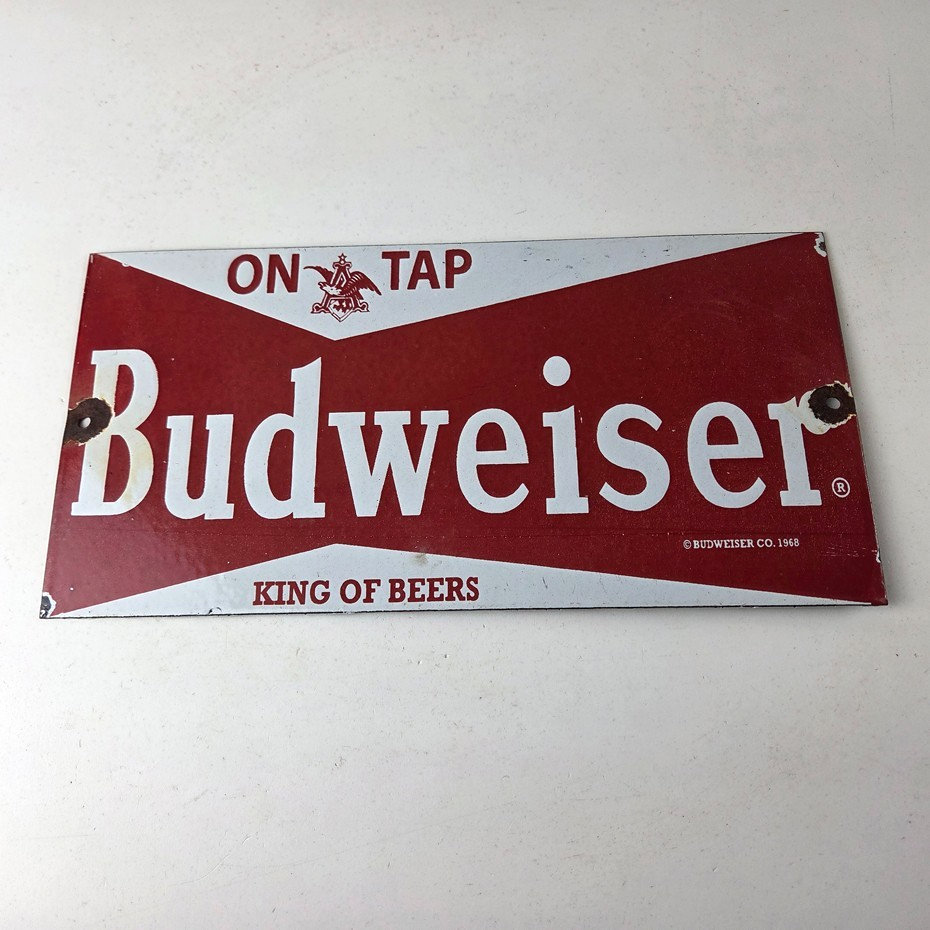 ON TAP
Budweiser®
© BUDWEISER CO. 1968
KING OF BEERS